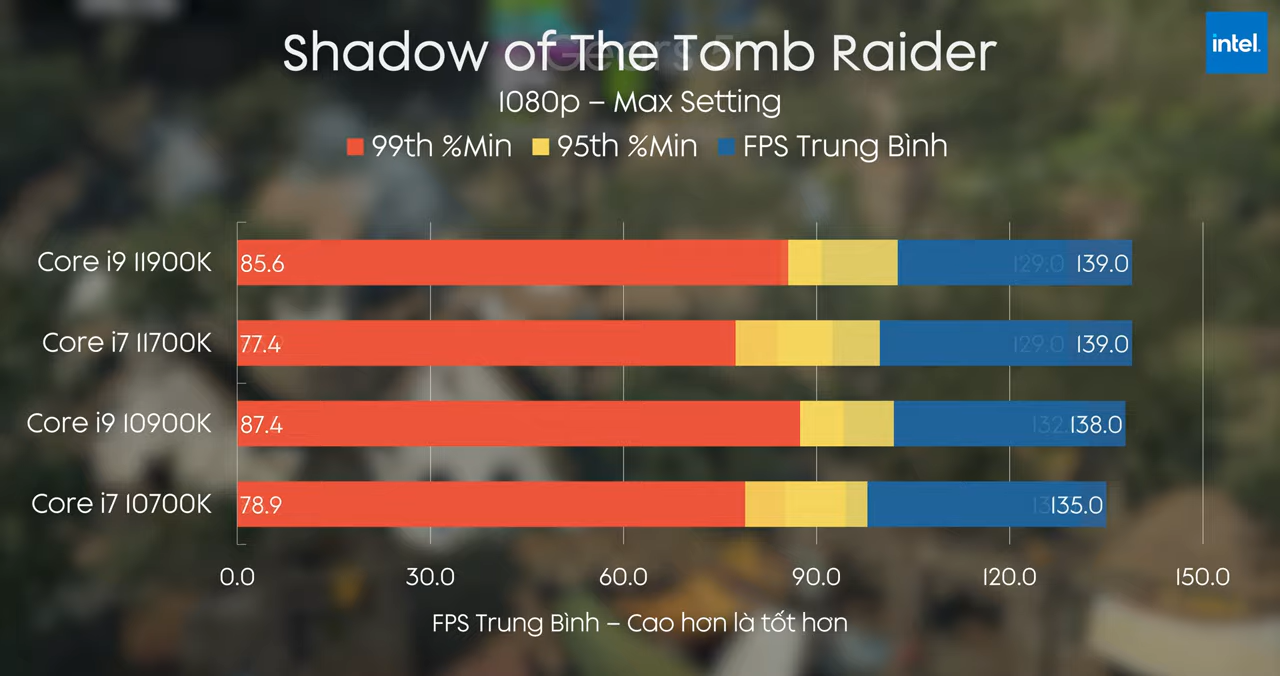 intel.
Shadow of The Tomb Raider
1080p – Max Setting
99th %Min 95th %Min FPS Trung Bình
Core i9 11900K 85.6 129.0 139.0
Core i7 11700K 77.4 129.0 139.0
Core i9 10900K 87.4 138.0
Core i7 10700K 78.9 135.0
0.0 30.0 60.0 90.0 120.0 150.0
FPS Trung Bình – Cao hơn là tốt hơn